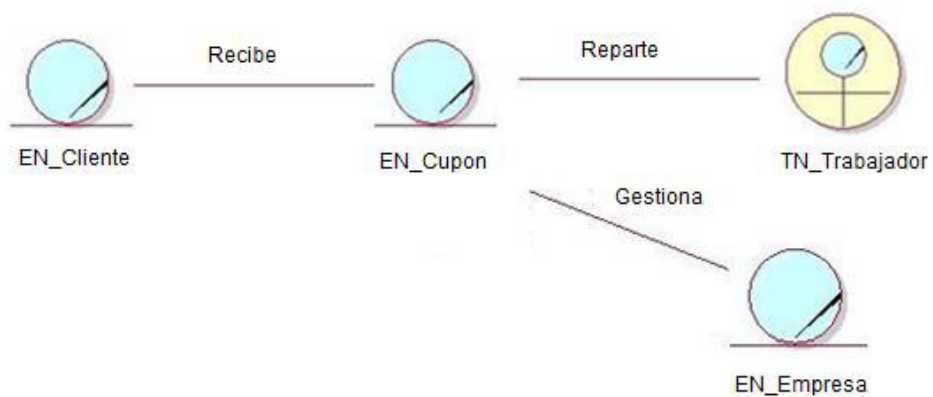 Recibe
Reparte
EN_Cliente
EN_Cupon
TN_Trabajador
Gestiona
EN_Empresa